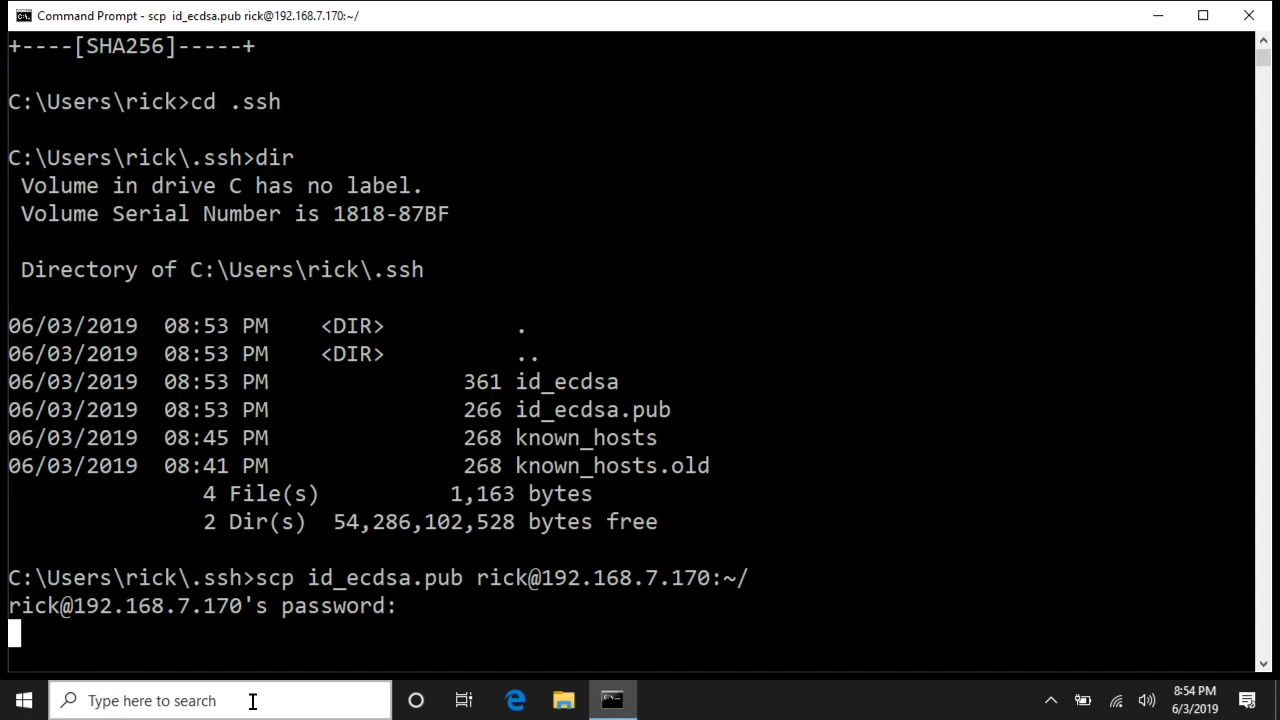 Command Prompt - scp  id_ecdsa.pub rick@192.168.7.170:~/
+----[SHA256]-----+
C:\Users\rick>cd .ssh
C:\Users\rick\.ssh>dir
 Volume in drive C has no label.
 Volume Serial Number is 1818-87BF
 Directory of C:\Users\rick\.ssh
06/03/2019  08:53 PM    <DIR>          .
06/03/2019  08:53 PM    <DIR>          ..
06/03/2019  08:53 PM               361 id_ecdsa
06/03/2019  08:53 PM               266 id_ecdsa.pub
06/03/2019  08:45 PM               268 known_hosts
06/03/2019  08:41 PM               268 known_hosts.old
               4 File(s)          1,163 bytes
               2 Dir(s)  54,286,102,528 bytes free
C:\Users\rick\.ssh>scp id_ecdsa.pub rick@192.168.7.170:~/
rick@192.168.7.170's password:
Type here to search
8:54 PM
6/3/2019